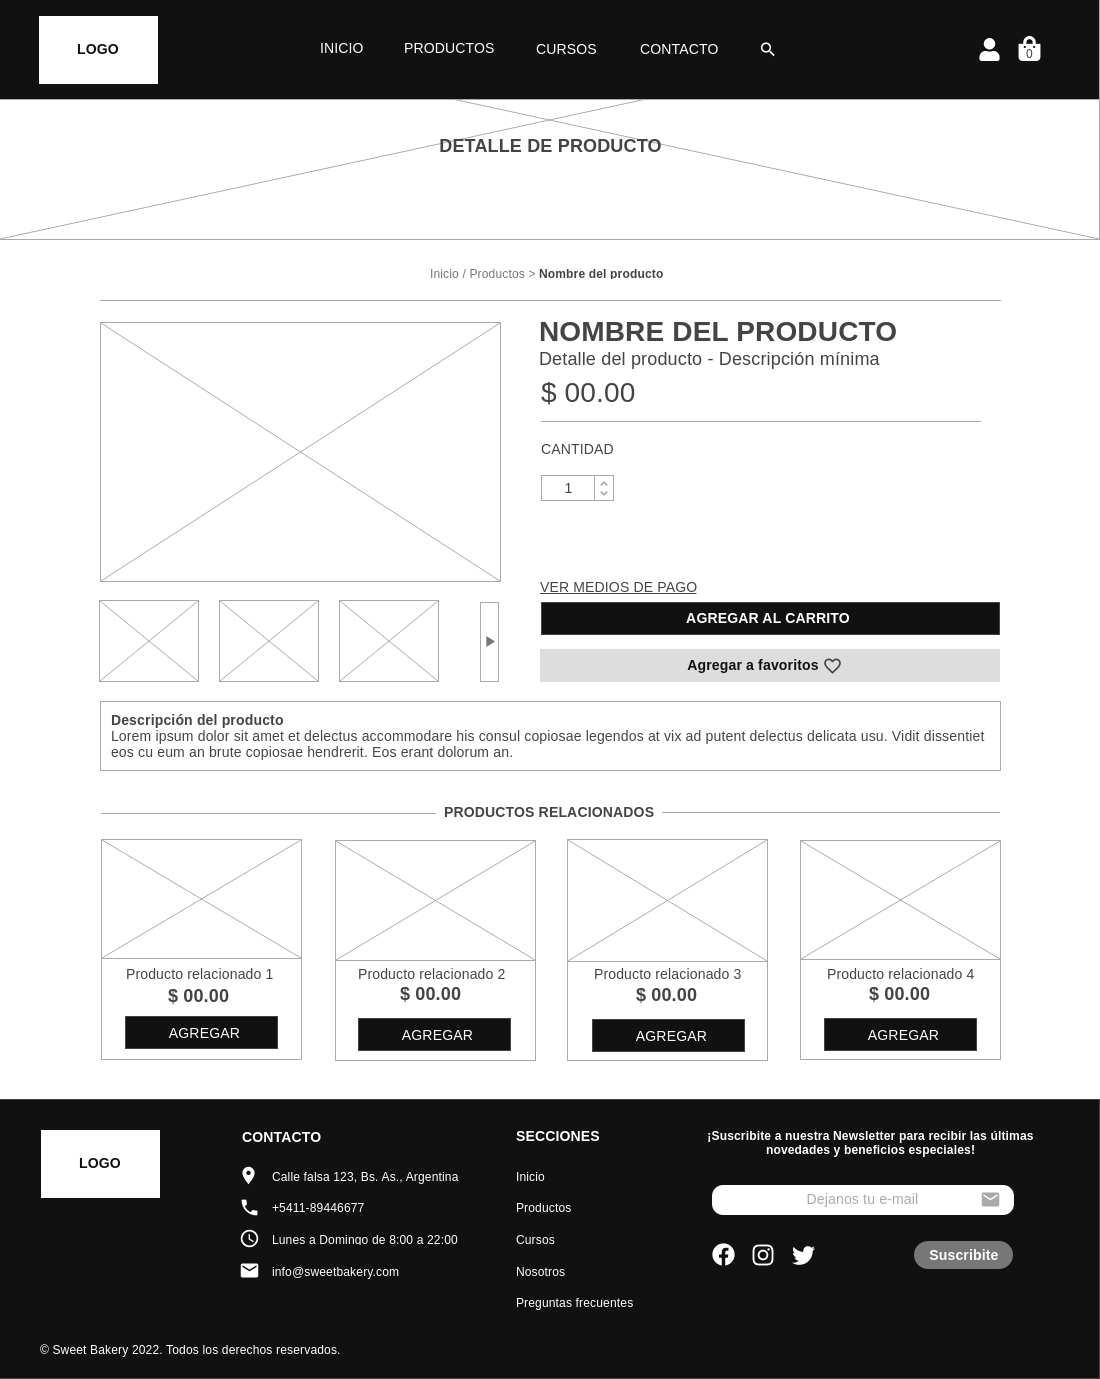 LOGO
INICIO PRODUCTOS CURSOS CONTACTO
0
DETALLE DE PRODUCTO
Inicio / Productos > Nombre del producto
NOMBRE DEL PRODUCTO
Detalle del producto - Descripción mínima
$ 00.00
CANTIDAD
1
VER MEDIOS DE PAGO
AGREGAR AL CARRITO
Agregar a favoritos
Descripción del producto
Lorem ipsum dolor sit amet et delectus accommodare his consul copiosae legendos at vix ad putent delectus delicata usu. Vidit dissentiet
eos cu eum an brute copiosae hendrerit. Eos erant dolorum an.
PRODUCTOS RELACIONADOS
Producto relacionado 1
$ 00.00
AGREGAR
Producto relacionado 2
$ 00.00
AGREGAR
Producto relacionado 3
$ 00.00
AGREGAR
Producto relacionado 4
$ 00.00
AGREGAR
LOGO
CONTACTO
Calle falsa 123, Bs. As., Argentina
+5411-89446677
Lunes a Domingo de 8:00 a 22:00
info@sweetbakery.com
SECCIONES
Inicio
Productos
Cursos
Nosotros
Preguntas frecuentes
¡Suscribite a nuestra Newsletter para recibir las últimas
novedades y beneficios especiales!
Dejanos tu e-mail
Suscribite
© Sweet Bakery 2022. Todos los derechos reservados.